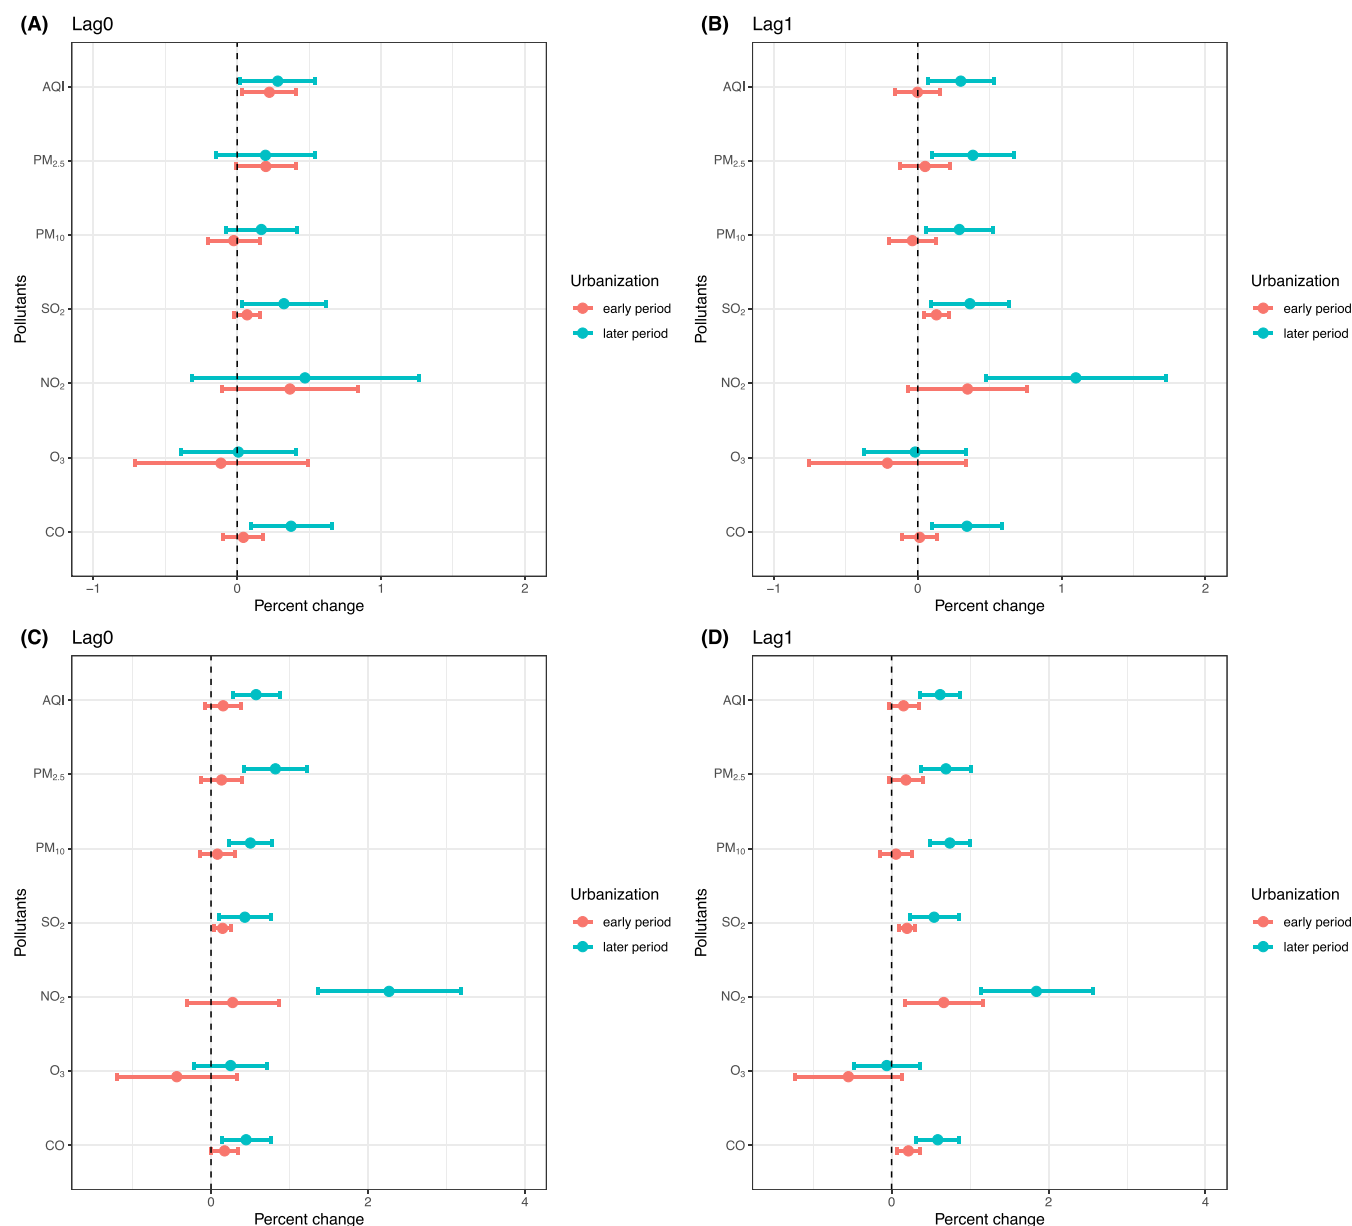 (A) Lag0
AQI
PM2.5
PM10
SO2
NO2
O3
CO
Pollutants
−1 0 1 2
Percent change
Urbanization
early period
later period
(B) Lag1
AQI
PM2.5
PM10
SO2
NO2
O3
CO
Pollutants
−1 0 1 2
Percent change
Urbanization
early period
later period
(C) Lag0
AQI
PM2.5
PM10
SO2
NO2
O3
CO
Pollutants
0 2 4
Percent change
Urbanization
early period
later period
(D) Lag1
AQI
PM2.5
PM10
SO2
NO2
O3
CO
Pollutants
0 2 4
Percent change
Urbanization
early period
later period